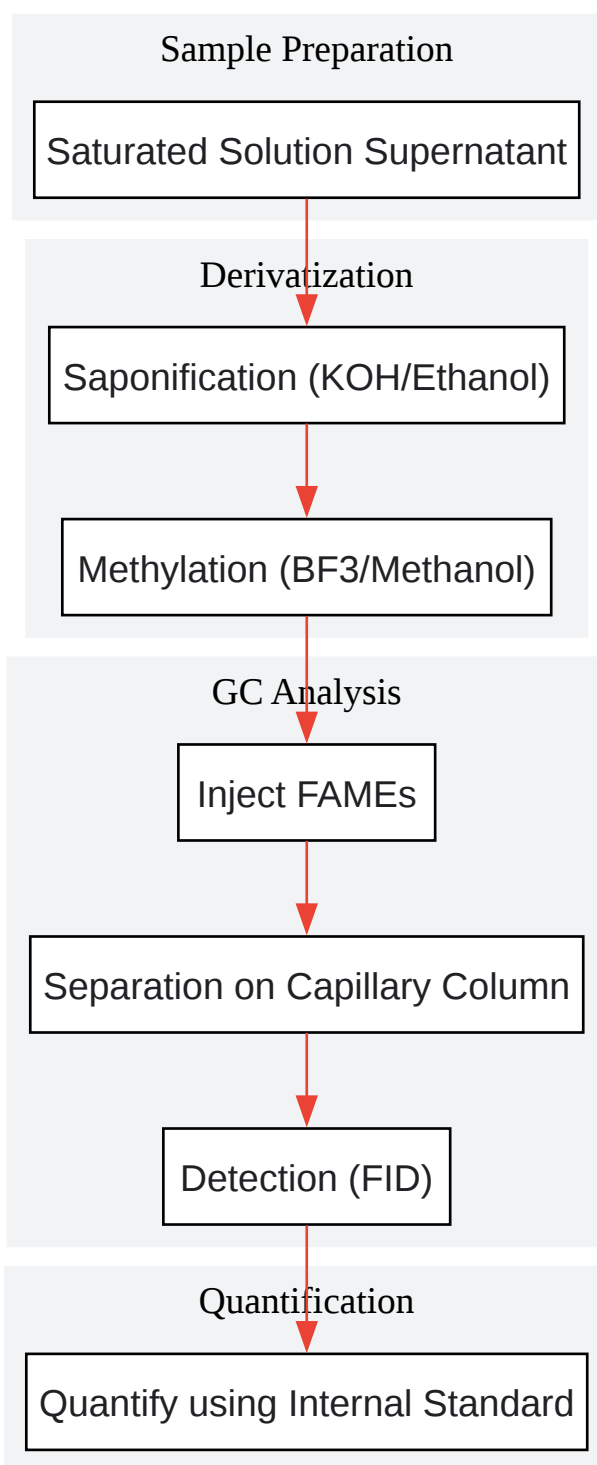 Sample Preparation
Saturated Solution Supernatant
Derivatization
Saponification (KOH/Ethanol)
Methylation (BF3/Methanol)
GC Analysis
Inject FAMEs
Separation on Capillary Column
Detection (FID)
Quantification
Quantify using Internal Standard